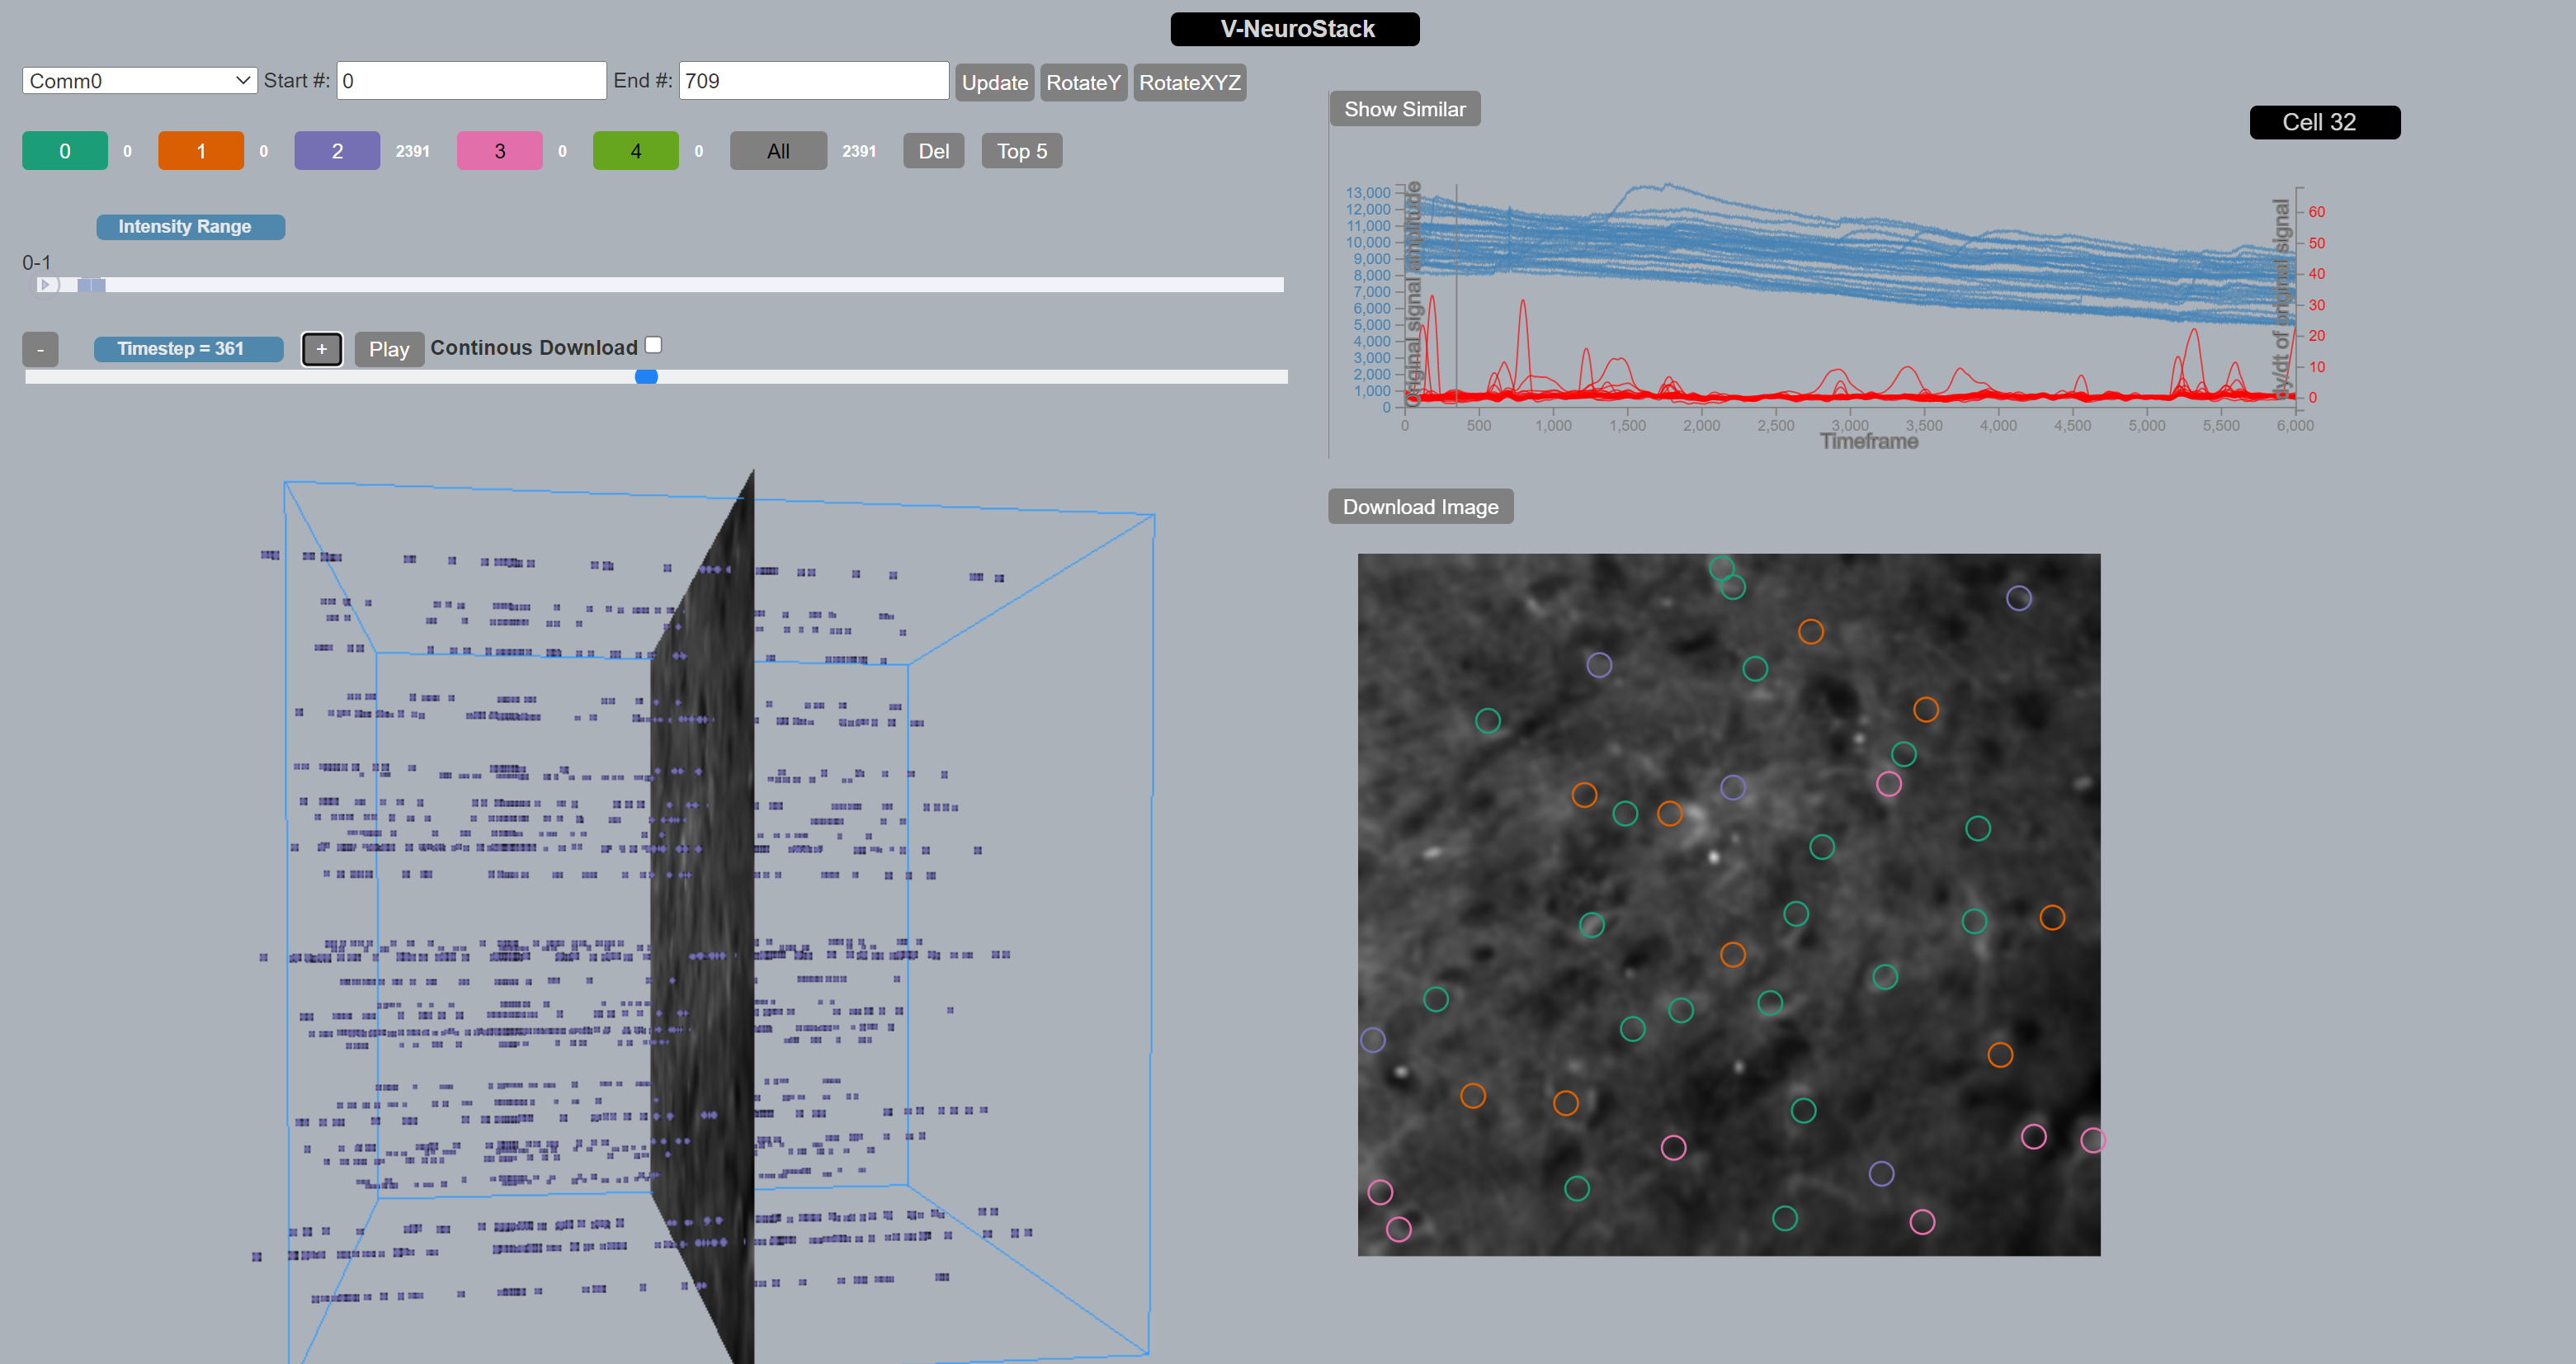 V-NeuroStack
Comm0 Start #: 0 End #: 709 Update RotateY RotateXYZ
0 0 1 0 2 2391 3 0 4 0 All 2391 Del Top 5
Intensity Range
0-1
- Timestep = 361 + Play Continous Download
Show Similar
Cell 32
Original signal amplitude
13,000
12,000
11,000
10,000
9,000
8,000
7,000
6,000
5,000
4,000
3,000
2,000
1,000
0
60
50
40
30
20
10
0
dy/dt of original signal
0 500 1,000 1,500 2,000 2,500 3,000 3,500 4,000 4,500 5,000 5,500 6,000
Timeframe
Download Image